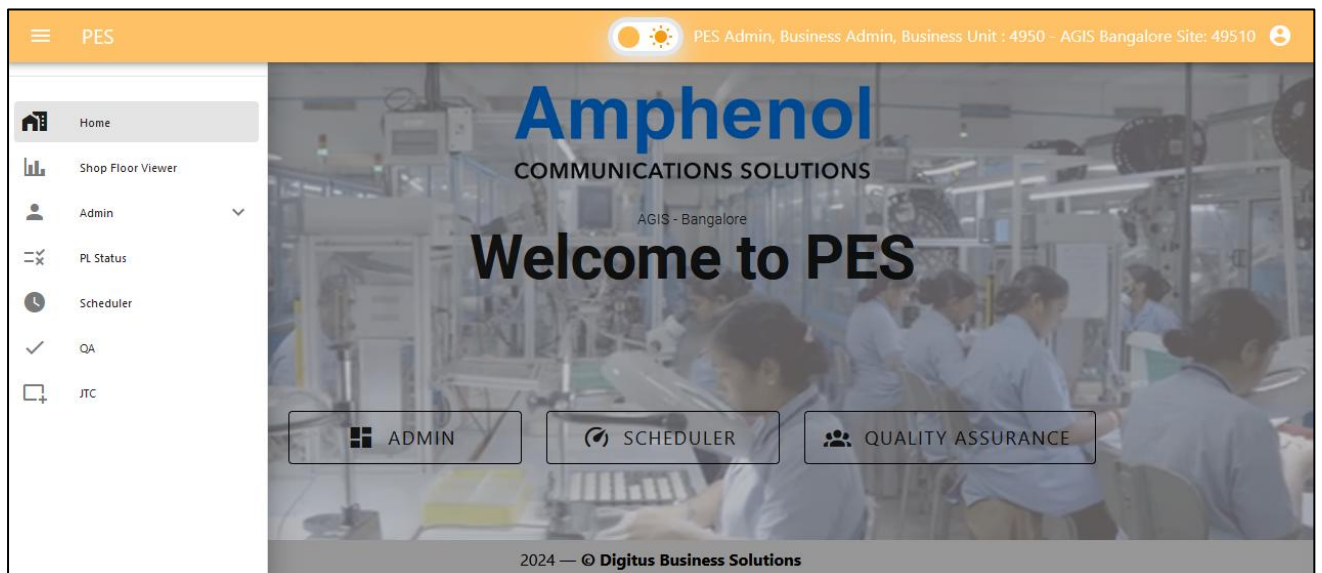 PES
PES Admin, Business Admin, Business Unit : 4950 - AGIS Bangalore Site: 49510
Home
Shop Floor Viewer
Admin
PL Status
Scheduler
QA
JTC
Amphenol
COMMUNICATIONS SOLUTIONS
AGIS - Bangalore
Welcome to PES
ADMIN
SCHEDULER
QUALITY ASSURANCE
2024 — © Digitus Business Solutions